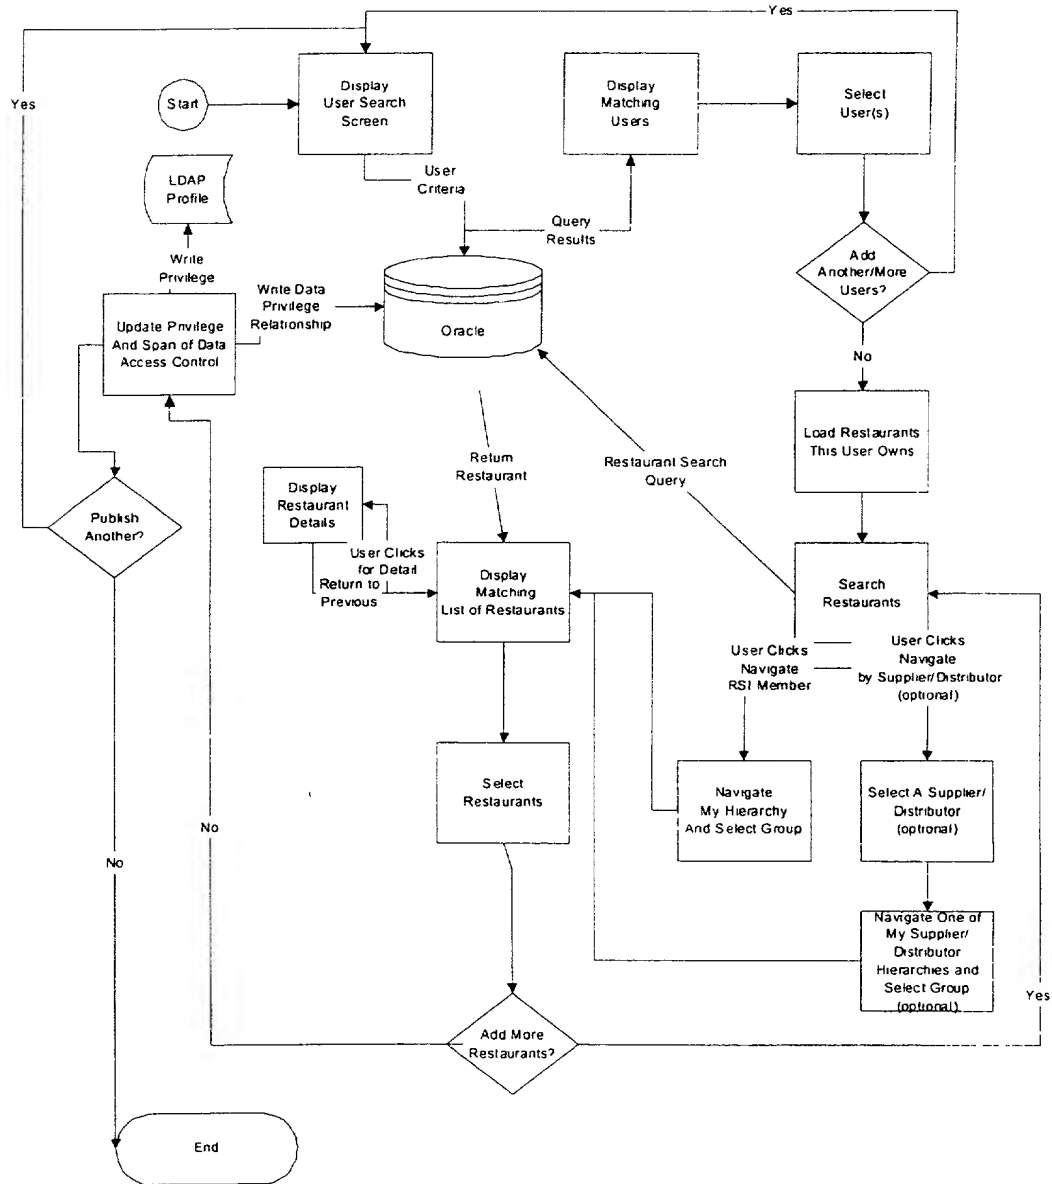 Yes
Yes
Start
Display
User Search
Screen
Display
Matching
Users
Select
User(s)
LDAP
Profile
User
Criteria
Query
Results
Write
Privilege
Write Data
Privilege
Relationship
Add
Another/More
Users?
Update Privilege
And Span of Data
Access Control
Oracle
No
Load Restaurants
This User Owns
Return
Restaurant
Restaurant Search
Query
Display
Restaurant
Details
Publish
Another?
User Clicks
for Detail
Return to
Previous
Display
Matching
List of Restaurants
Search
Restaurants
User Clicks
Navigate
RSI Member
User Clicks
Navigate
by Supplier/Distributor
(optional)
Select
Restaurants
Navigate
My Hierarchy
And Select Group
Select A Supplier/
Distributor
(optional)
No
No
Navigate One of
My Supplier/
Distributor
Hierarchies and
Select Group
(optional)
Yes
Add More
Restaurants?
End